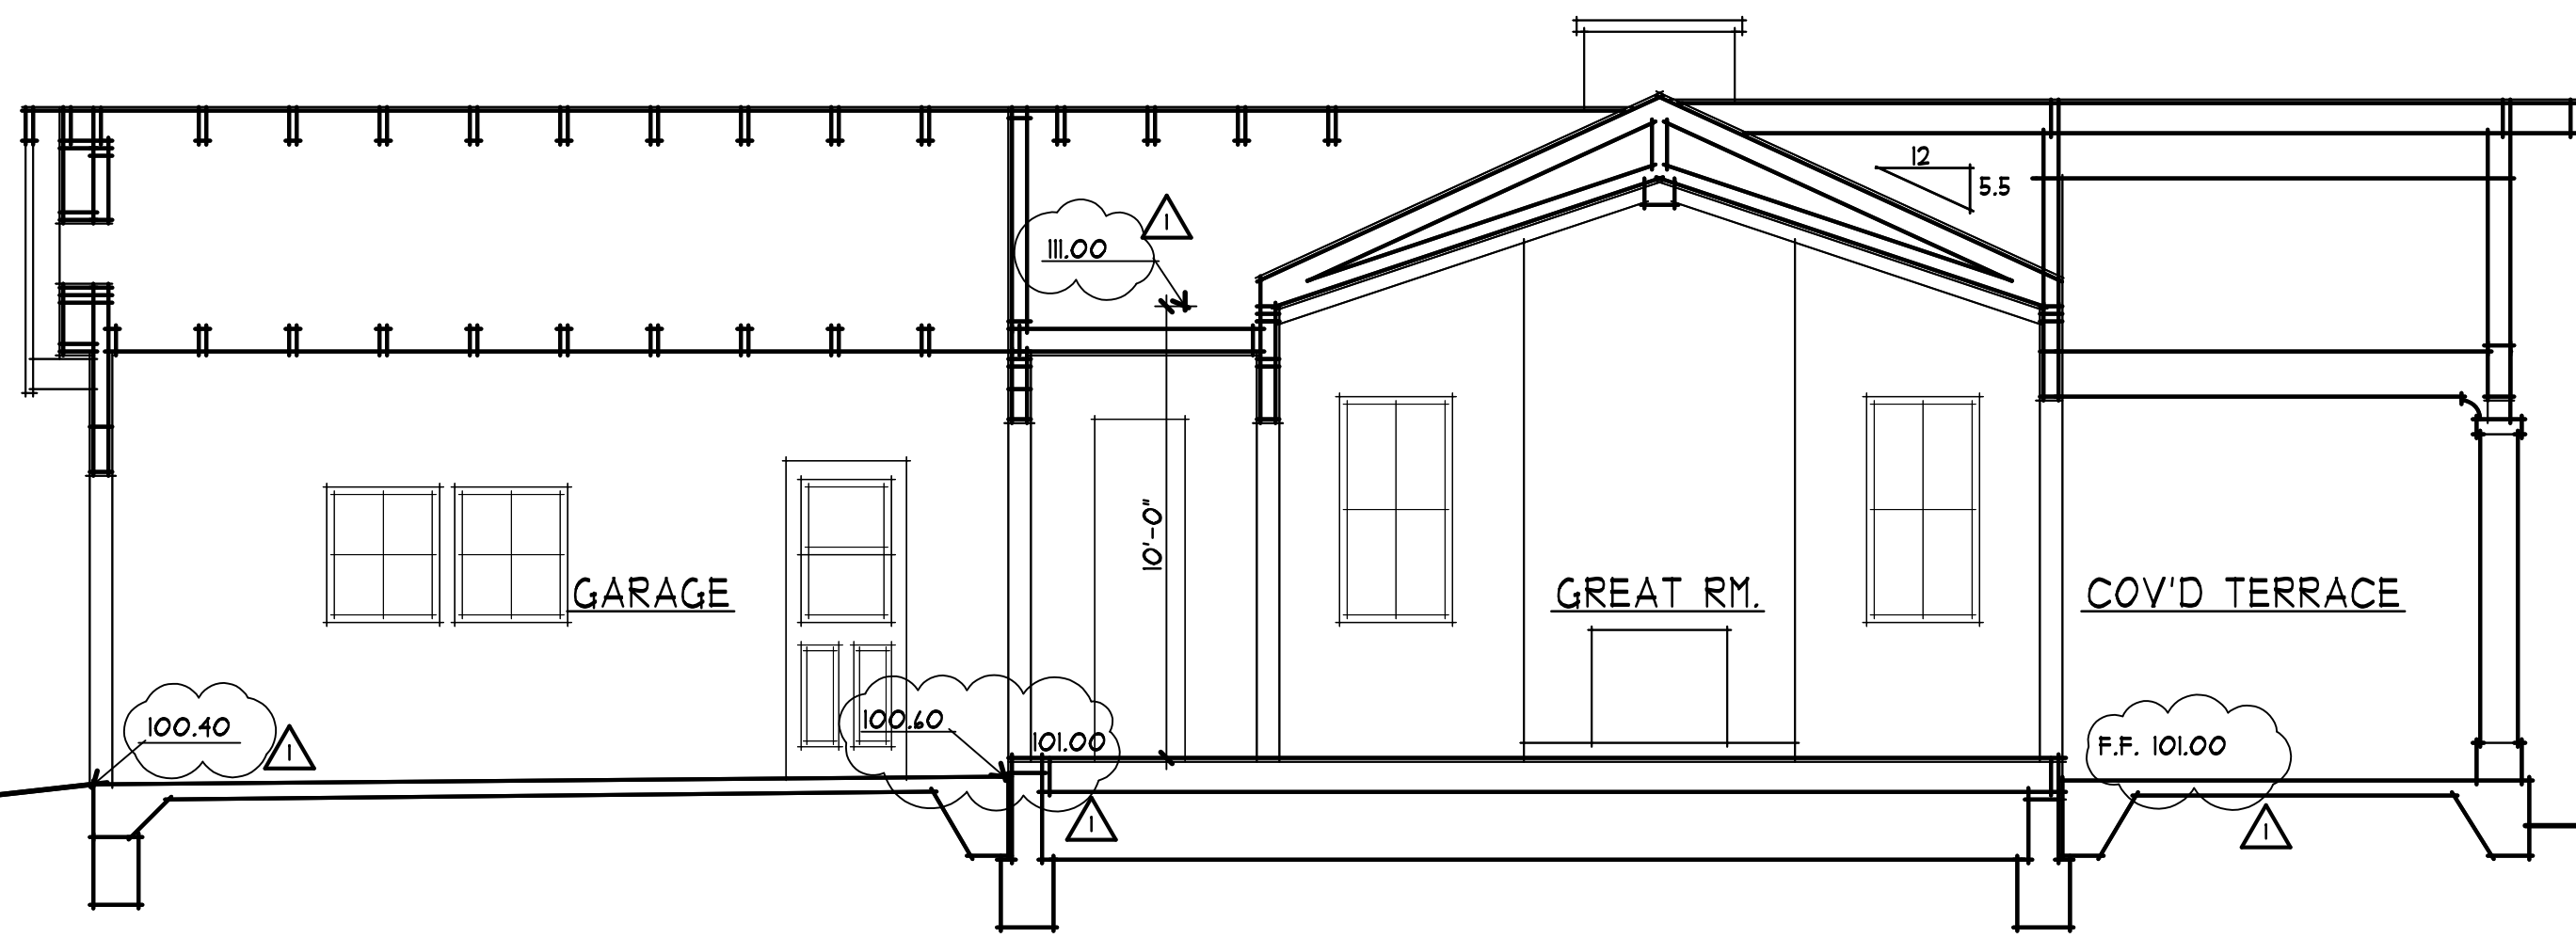 12
5.5
1
111.00
10'-0"
GARAGE
GREAT RM.
COV'D TERRACE
100.40
1
100.60
101.00
1
F.F. 101.00
1